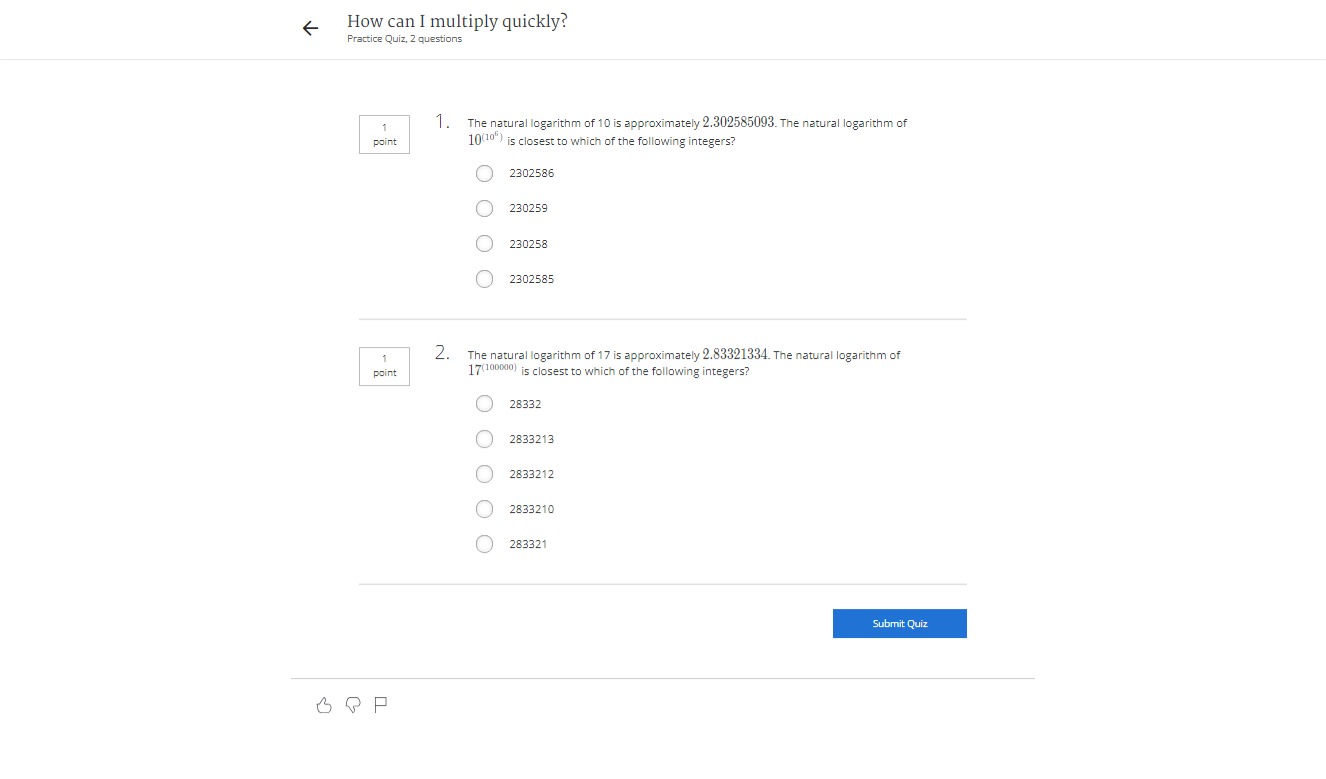 How can I multiply quickly?
Practice Quiz, 2 questions
1
point
1. The natural logarithm of 10 is approximately 2.302585093. The natural logarithm of
10^(10^6) is closest to which of the following integers?
2302586
230259
230258
2302585
1
point
2. The natural logarithm of 17 is approximately 2.83321334. The natural logarithm of
17^(100000) is closest to which of the following integers?
28332
2833213
2833212
2833210
283321
Submit Quiz